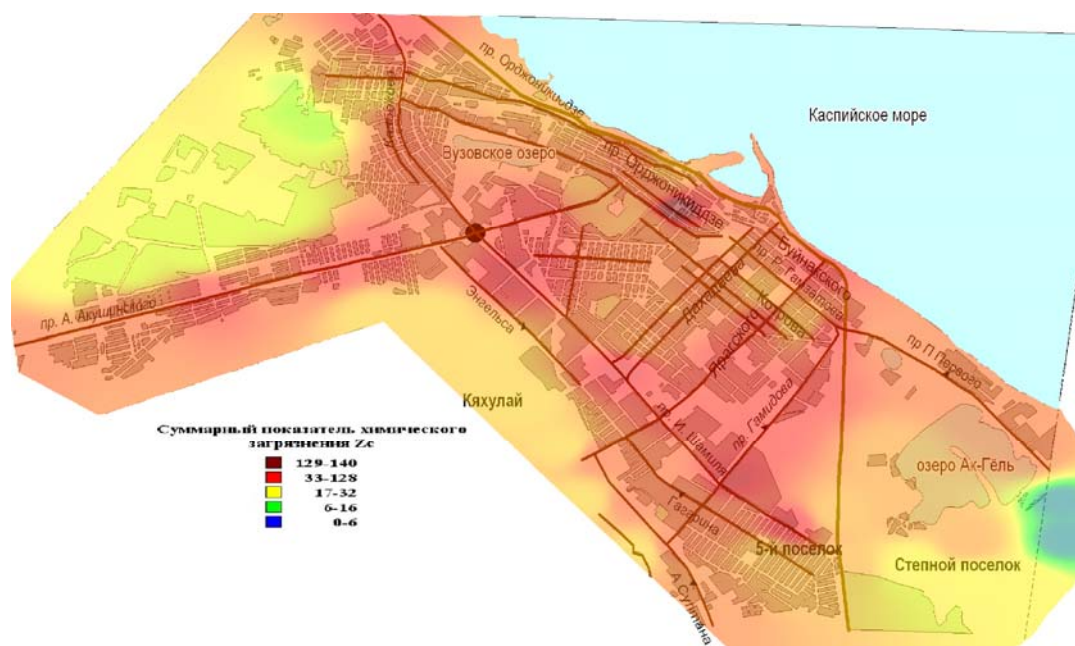 пр. Орджоникидзе
Каспийское море
Вузовское озеро
пр. Орджоникидзе
Буйнакского
пр. Р. Гамзатова
Коркмасова
Дахадаева
Ярагского
пр. А. Акушинского
Энгельса
пр П Первого
Кяхулай
пр. Гамидова
пр. И. Шамиля
озеро Ак-Гёль
Гагарина
5-й поселок
Степной поселок
А.Султана
Суммарный показатель химического
загрязнения Zc
129-140
33-128
17-32
6-16
0-6